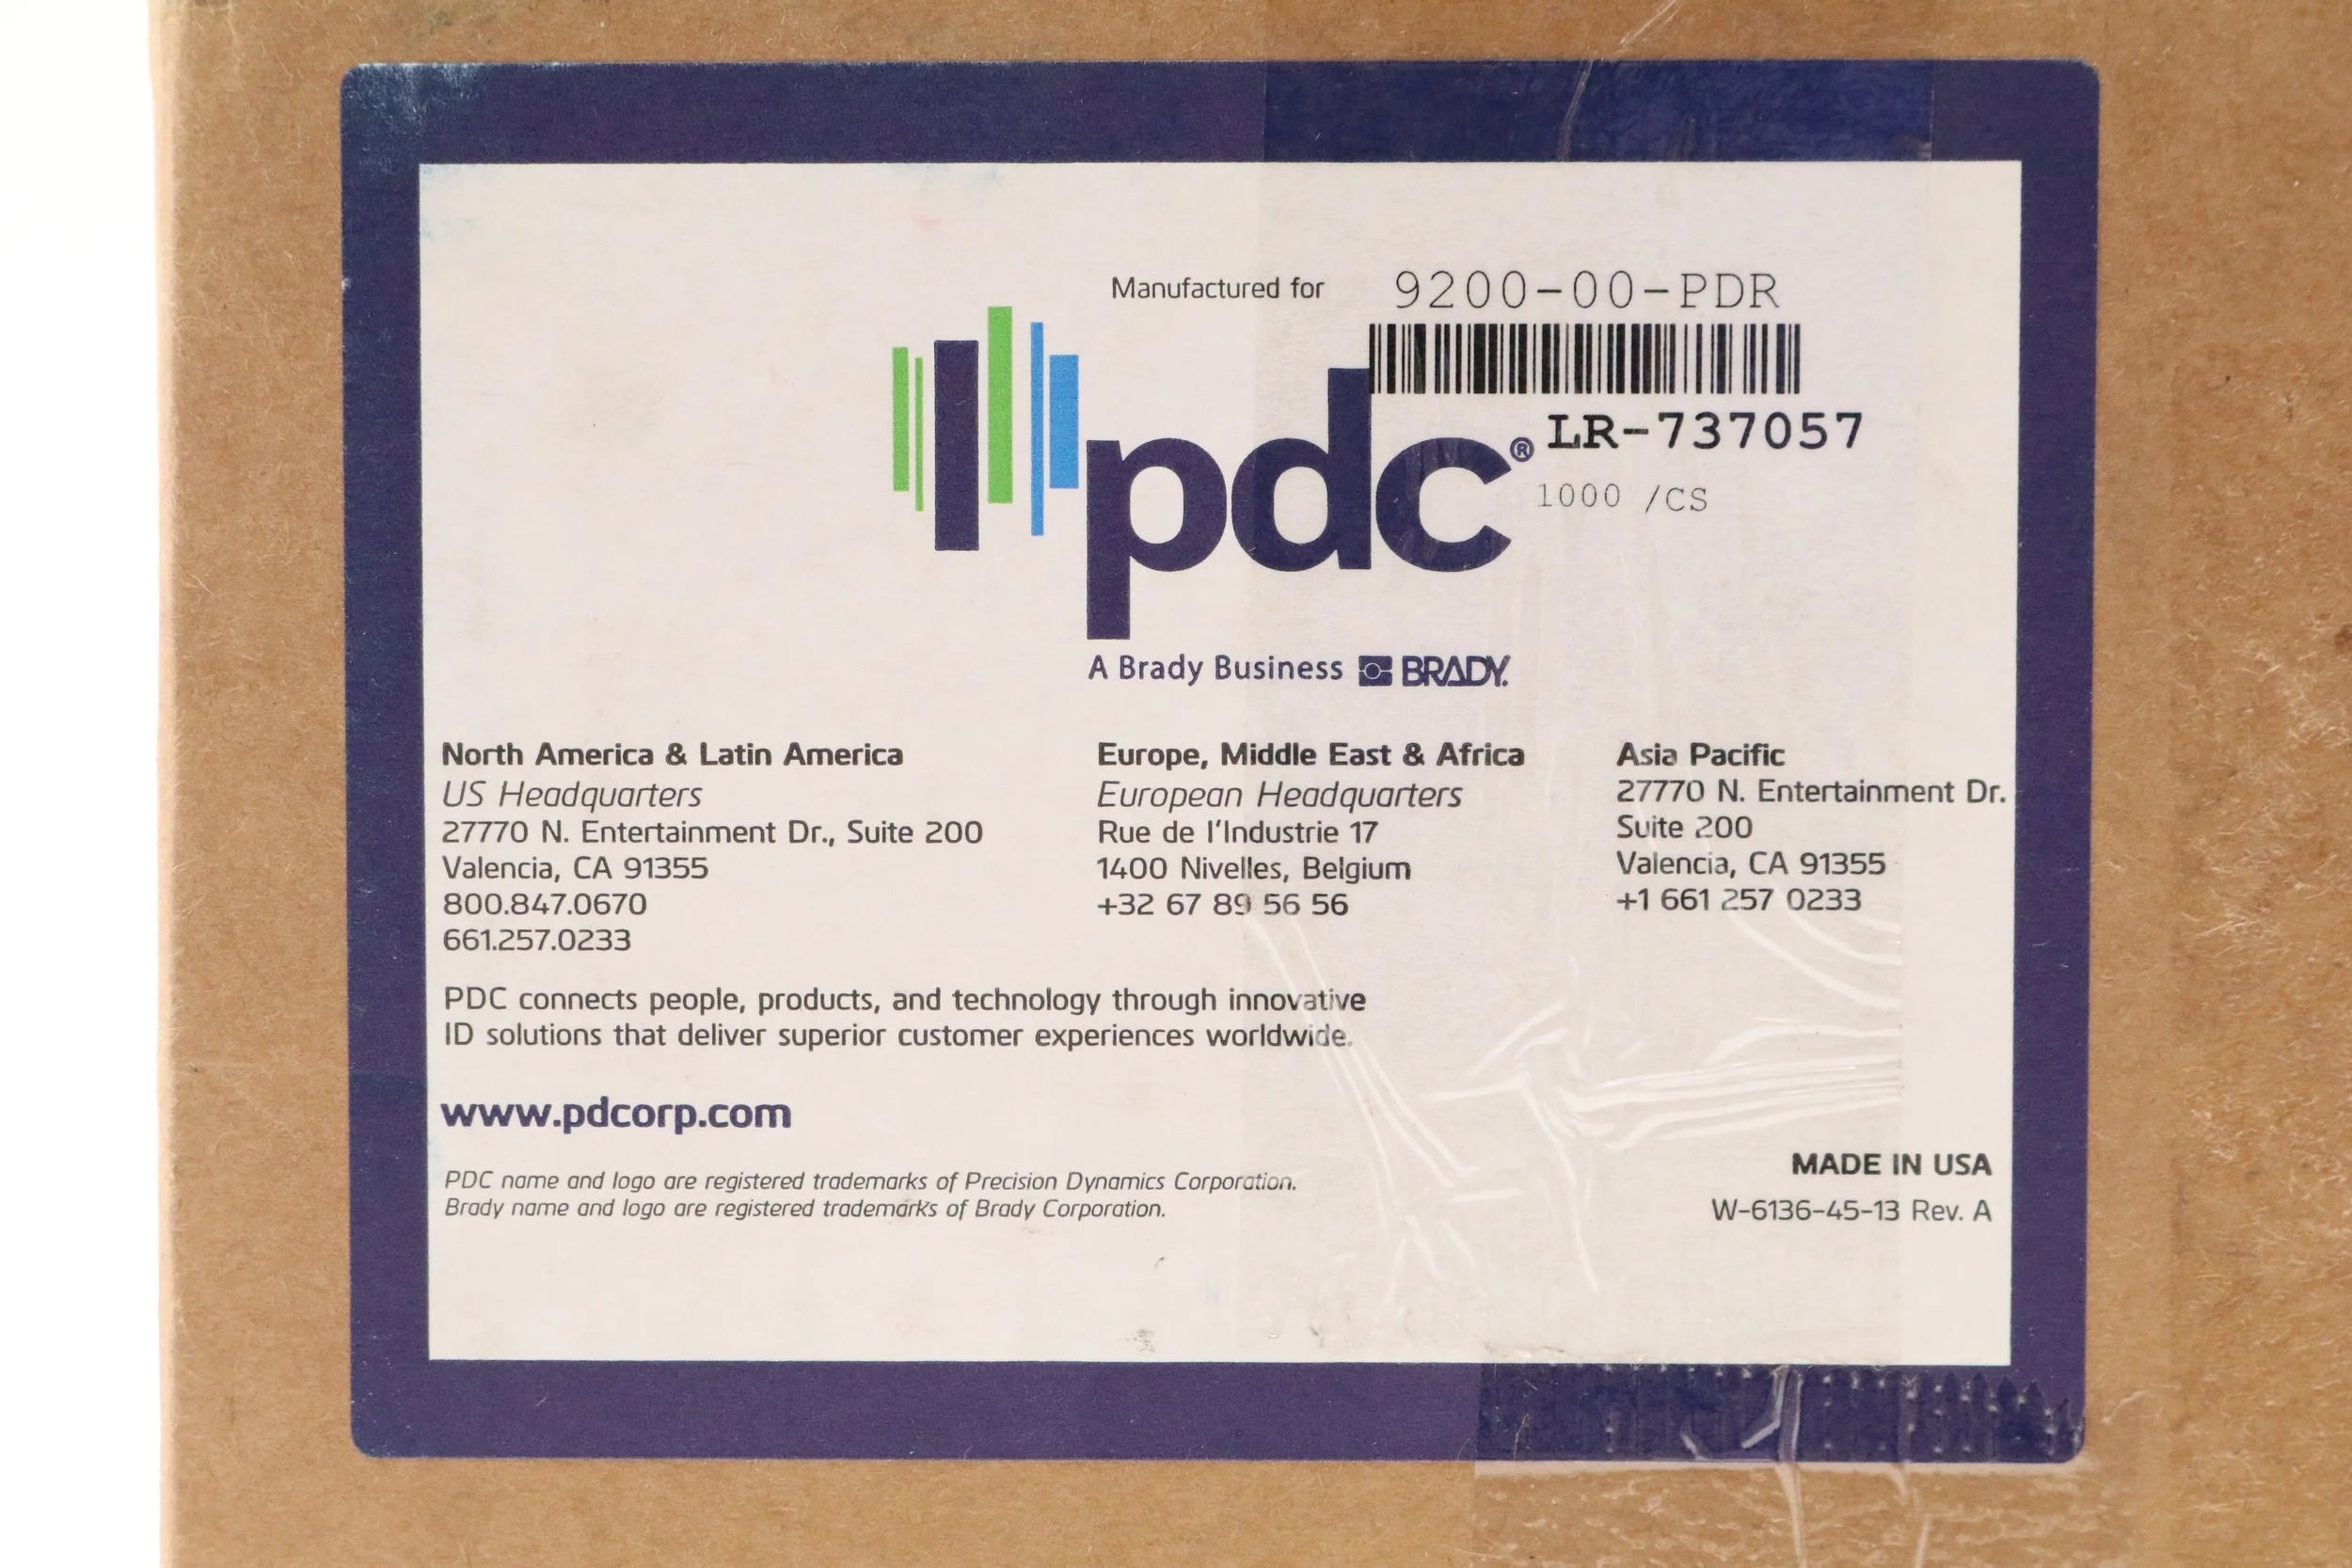 Manufactured for
9200-00-PDR
pdc®
LR-737057
1000 /CS
A Brady Business BRADY.
North America & Latin America
US Headquarters
27770 N. Entertainment Dr., Suite 200
Valencia, CA 91355
800.847.0670
661.257.0233
Europe, Middle East & Africa
European Headquarters
Rue de l'Industrie 17
1400 Nivelles, Belgium
+32 67 89 56 56
Asia Pacific
27770 N. Entertainment Dr.
Suite 200
Valencia, CA 91355
+1 661 257 0233
PDC connects people, products, and technology through innovative
ID solutions that deliver superior customer experiences worldwide.
www.pdcorp.com
PDC name and logo are registered trademarks of Precision Dynamics Corporation.
Brady name and logo are registered trademarks of Brady Corporation.
MADE IN USA
W-6136-45-13 Rev. A